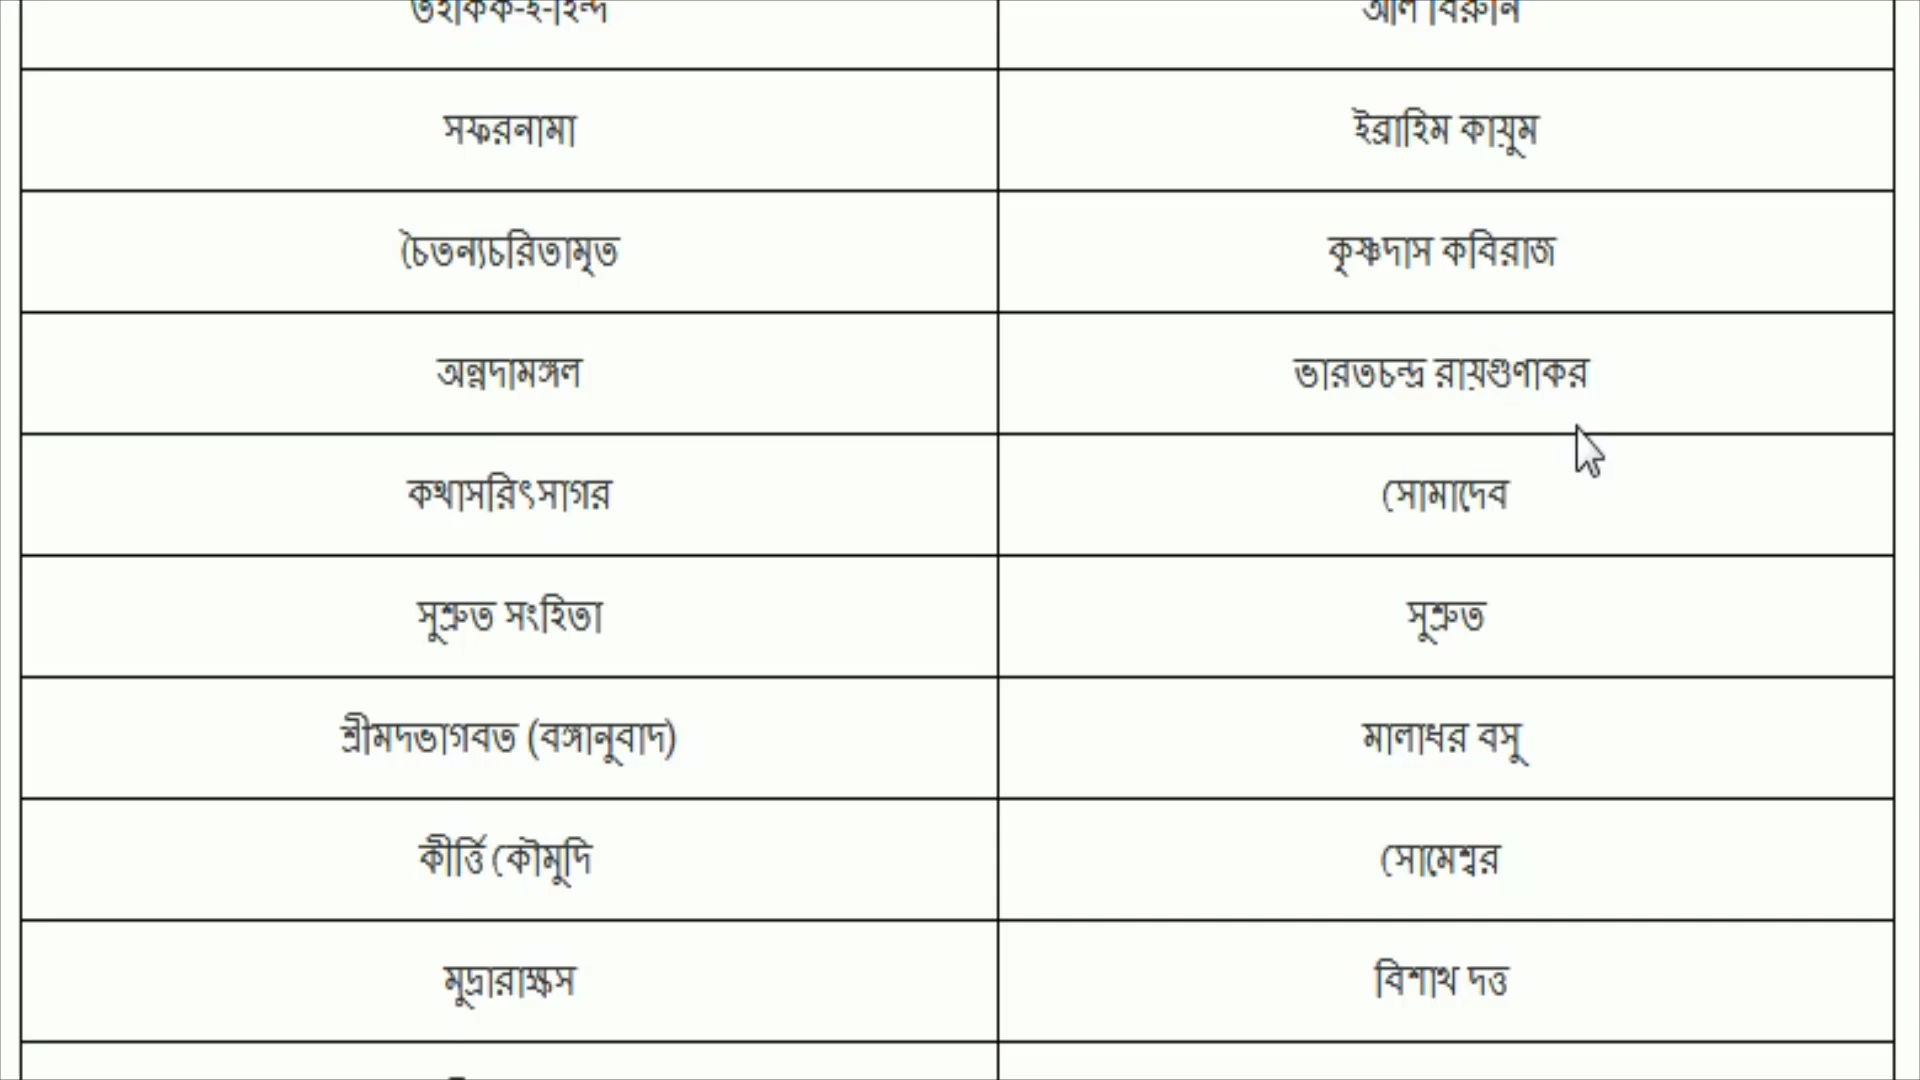 সফরনামা ইব্রাহিম কায়ুম
চৈতন্যচরিতামৃত কৃষ্ণদাস কবিরাজ
অন্নদামঙ্গল ভারতচন্দ্র রায়গুণাকর
কথাসরিৎসাগর সোমাদেব
সুশ্রুত সংহিতা সুশ্রুত
শ্রীমদভাগবত (বঙ্গানুবাদ) মালাধর বসু
কীর্ত্তি কৌমুদি সোমেশ্বর
মুদ্রারাক্ষস বিশাখ দত্ত